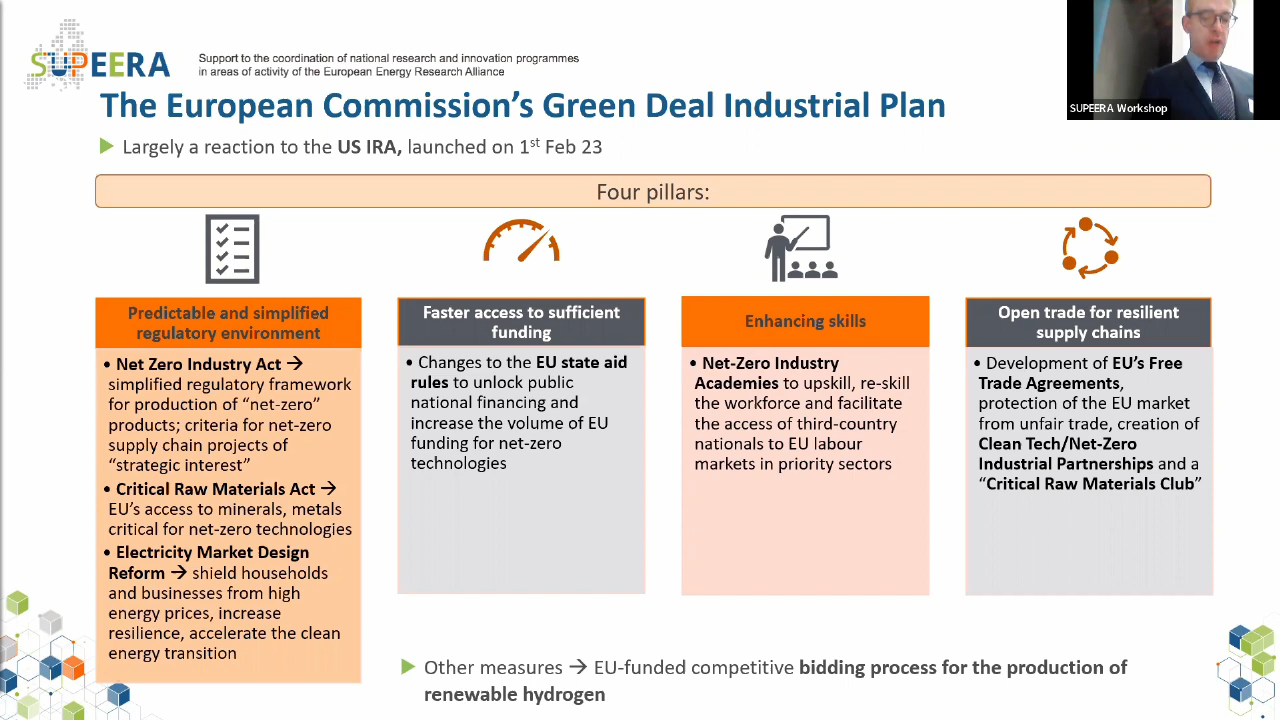 SUPEERA
Support to the coordination of national research and innovation programmes
in areas of activity of the European Energy Research Alliance
SUPEERA Workshop
The European Commission's Green Deal Industrial Plan
Largely a reaction to the US IRA, launched on 1st Feb 23
Four pillars:
Predictable and simplified
regulatory environment
• Net Zero Industry Act →
simplified regulatory framework
for production of “net-zero”
products; criteria for net-zero
supply chain projects of
“strategic interest”
• Critical Raw Materials Act →
EU's access to minerals, metals
critical for net-zero technologies
• Electricity Market Design
Reform → shield households
and businesses from high
energy prices, increase
resilience, accelerate the clean
energy transition
Faster access to sufficient
funding
• Changes to the EU state aid
rules to unlock public
national financing and
increase the volume of EU
funding for net-zero
technologies
Enhancing skills
• Net-Zero Industry
Academies to upskill, re-skill
the workforce and facilitate
the access of third-country
nationals to EU labour
markets in priority sectors
Open trade for resilient
supply chains
• Development of EU's Free
Trade Agreements,
protection of the EU market
from unfair trade, creation of
Clean Tech/Net-Zero
Industrial Partnerships and a
“Critical Raw Materials Club”
Other measures → EU-funded competitive bidding process for the production of
renewable hydrogen